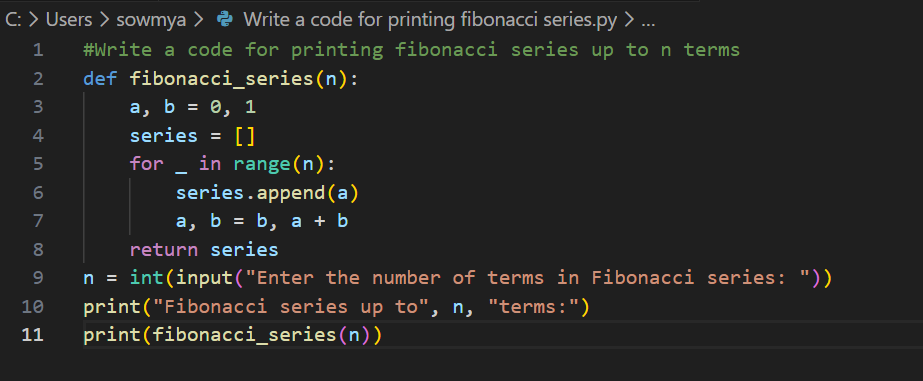 C: > Users > sowmya > Write a code for printing fibonacci series.py > ...
1 #Write a code for printing fibonacci series up to n terms
2 def fibonacci_series(n):
3     a, b = 0, 1
4     series = []
5     for _ in range(n):
6         series.append(a)
7         a, b = b, a + b
8     return series
9 n = int(input("Enter the number of terms in Fibonacci series: "))
10 print("Fibonacci series up to", n, "terms:")
11 print(fibonacci_series(n))